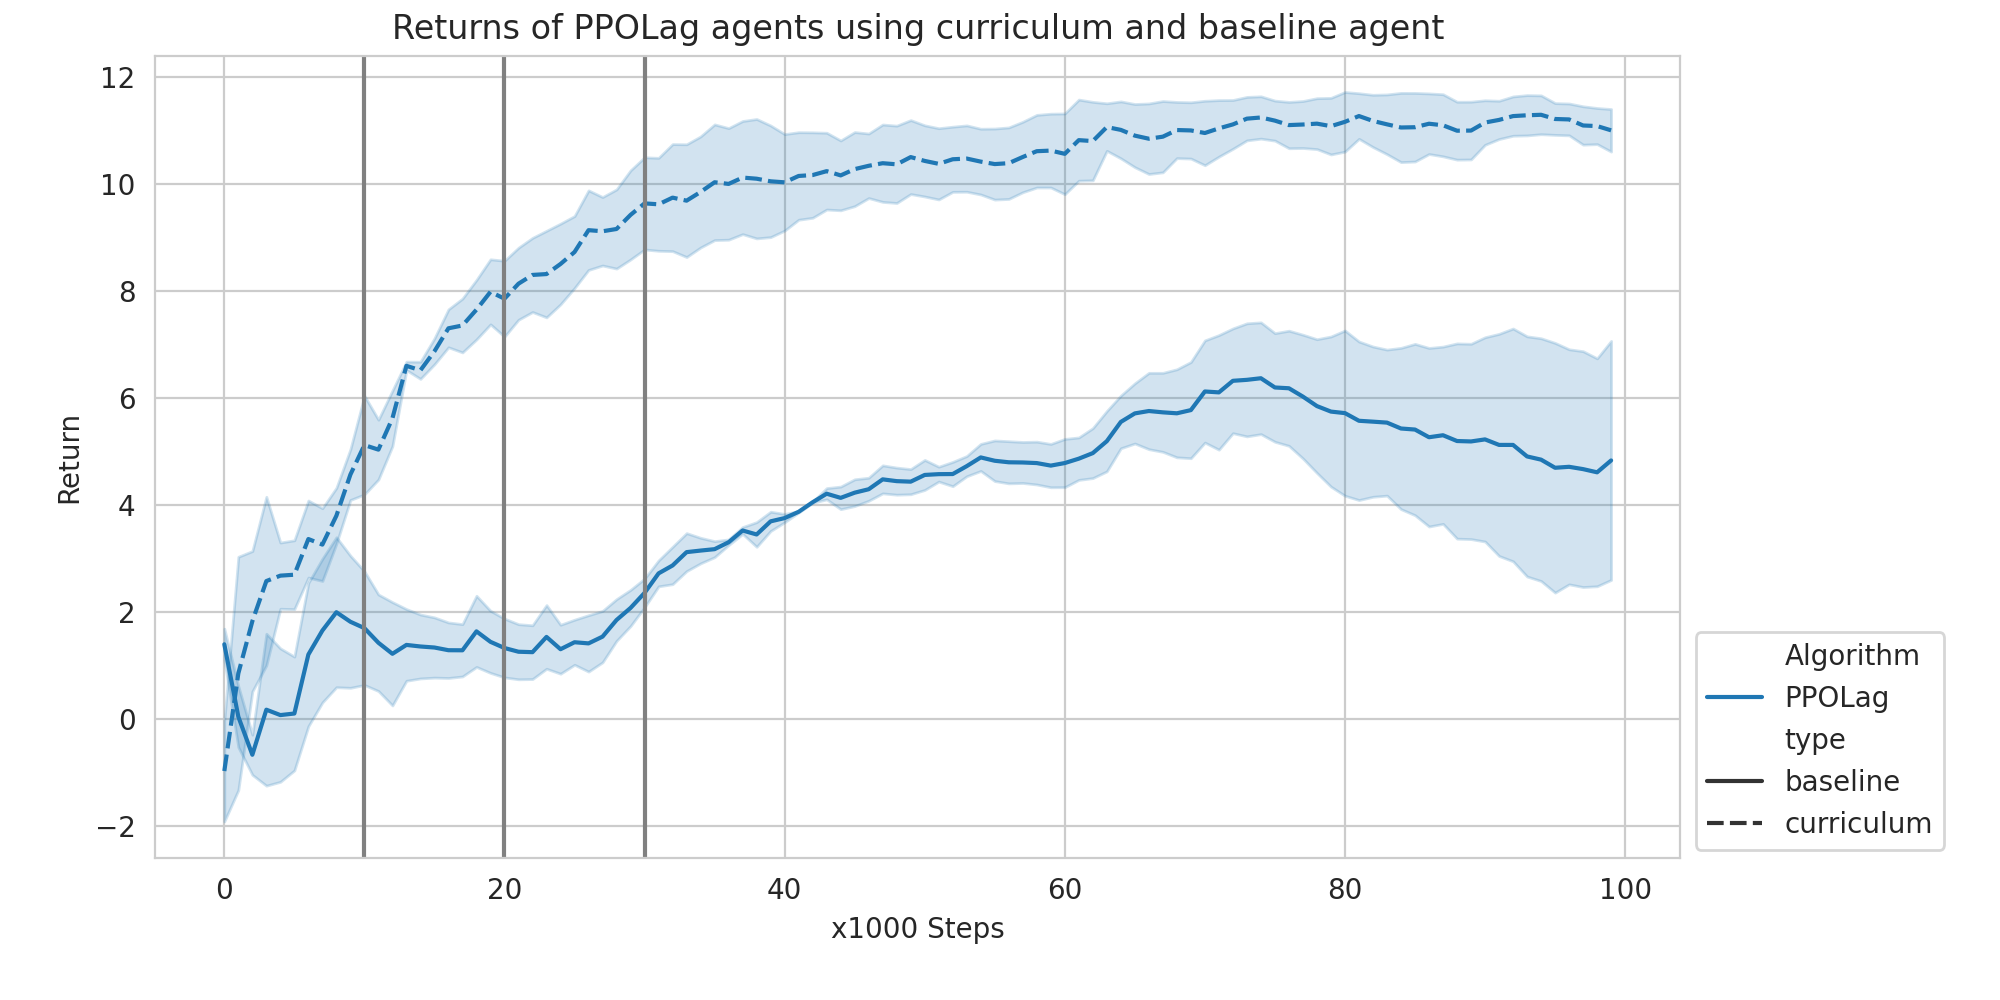 Returns of PPOLag agents using curriculum and baseline agent
12
10
8
6
4
2
0
−2
Return
0 20 40 60 80 100
x1000 Steps
Algorithm
PPOLag
type
baseline
curriculum